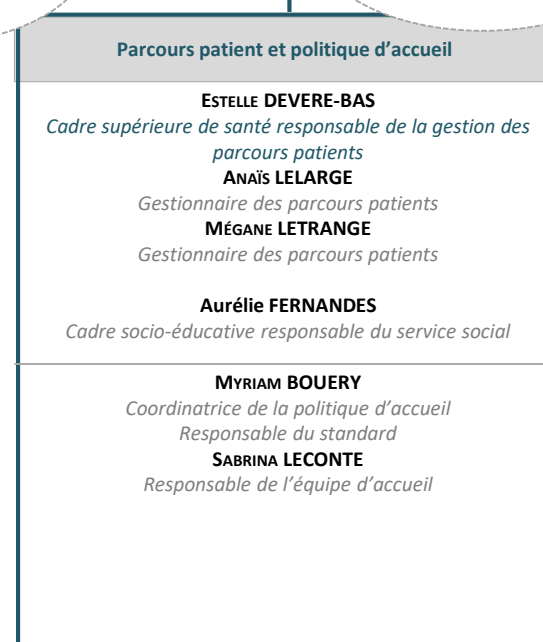 Parcours patient et politique d’accueil
Estelle DEVERE-BAS
Cadre supérieure de santé responsable de la gestion des
parcours patients
Anaïs LELARGE
Gestionnaire des parcours patients
Mégane LETRANGE
Gestionnaire des parcours patients
Aurélie FERNANDES
Cadre socio-éducative responsable du service social
Myriam BOUERY
Coordinatrice de la politique d’accueil
Responsable du standard
Sabrina LECONTE
Responsable de l’équipe d’accueil